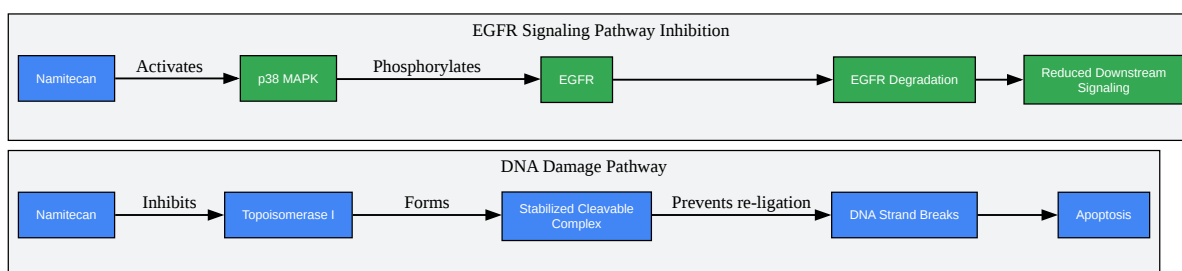 EGFR Signaling Pathway Inhibition
Namitecan
Activates
p38 MAPK
Phosphorylates
EGFR
EGFR Degradation
Reduced Downstream
Signaling
DNA Damage Pathway
Namitecan
Inhibits
Topoisomerase I
Forms
Stabilized Cleavable
Complex
Prevents re-ligation
DNA Strand Breaks
Apoptosis